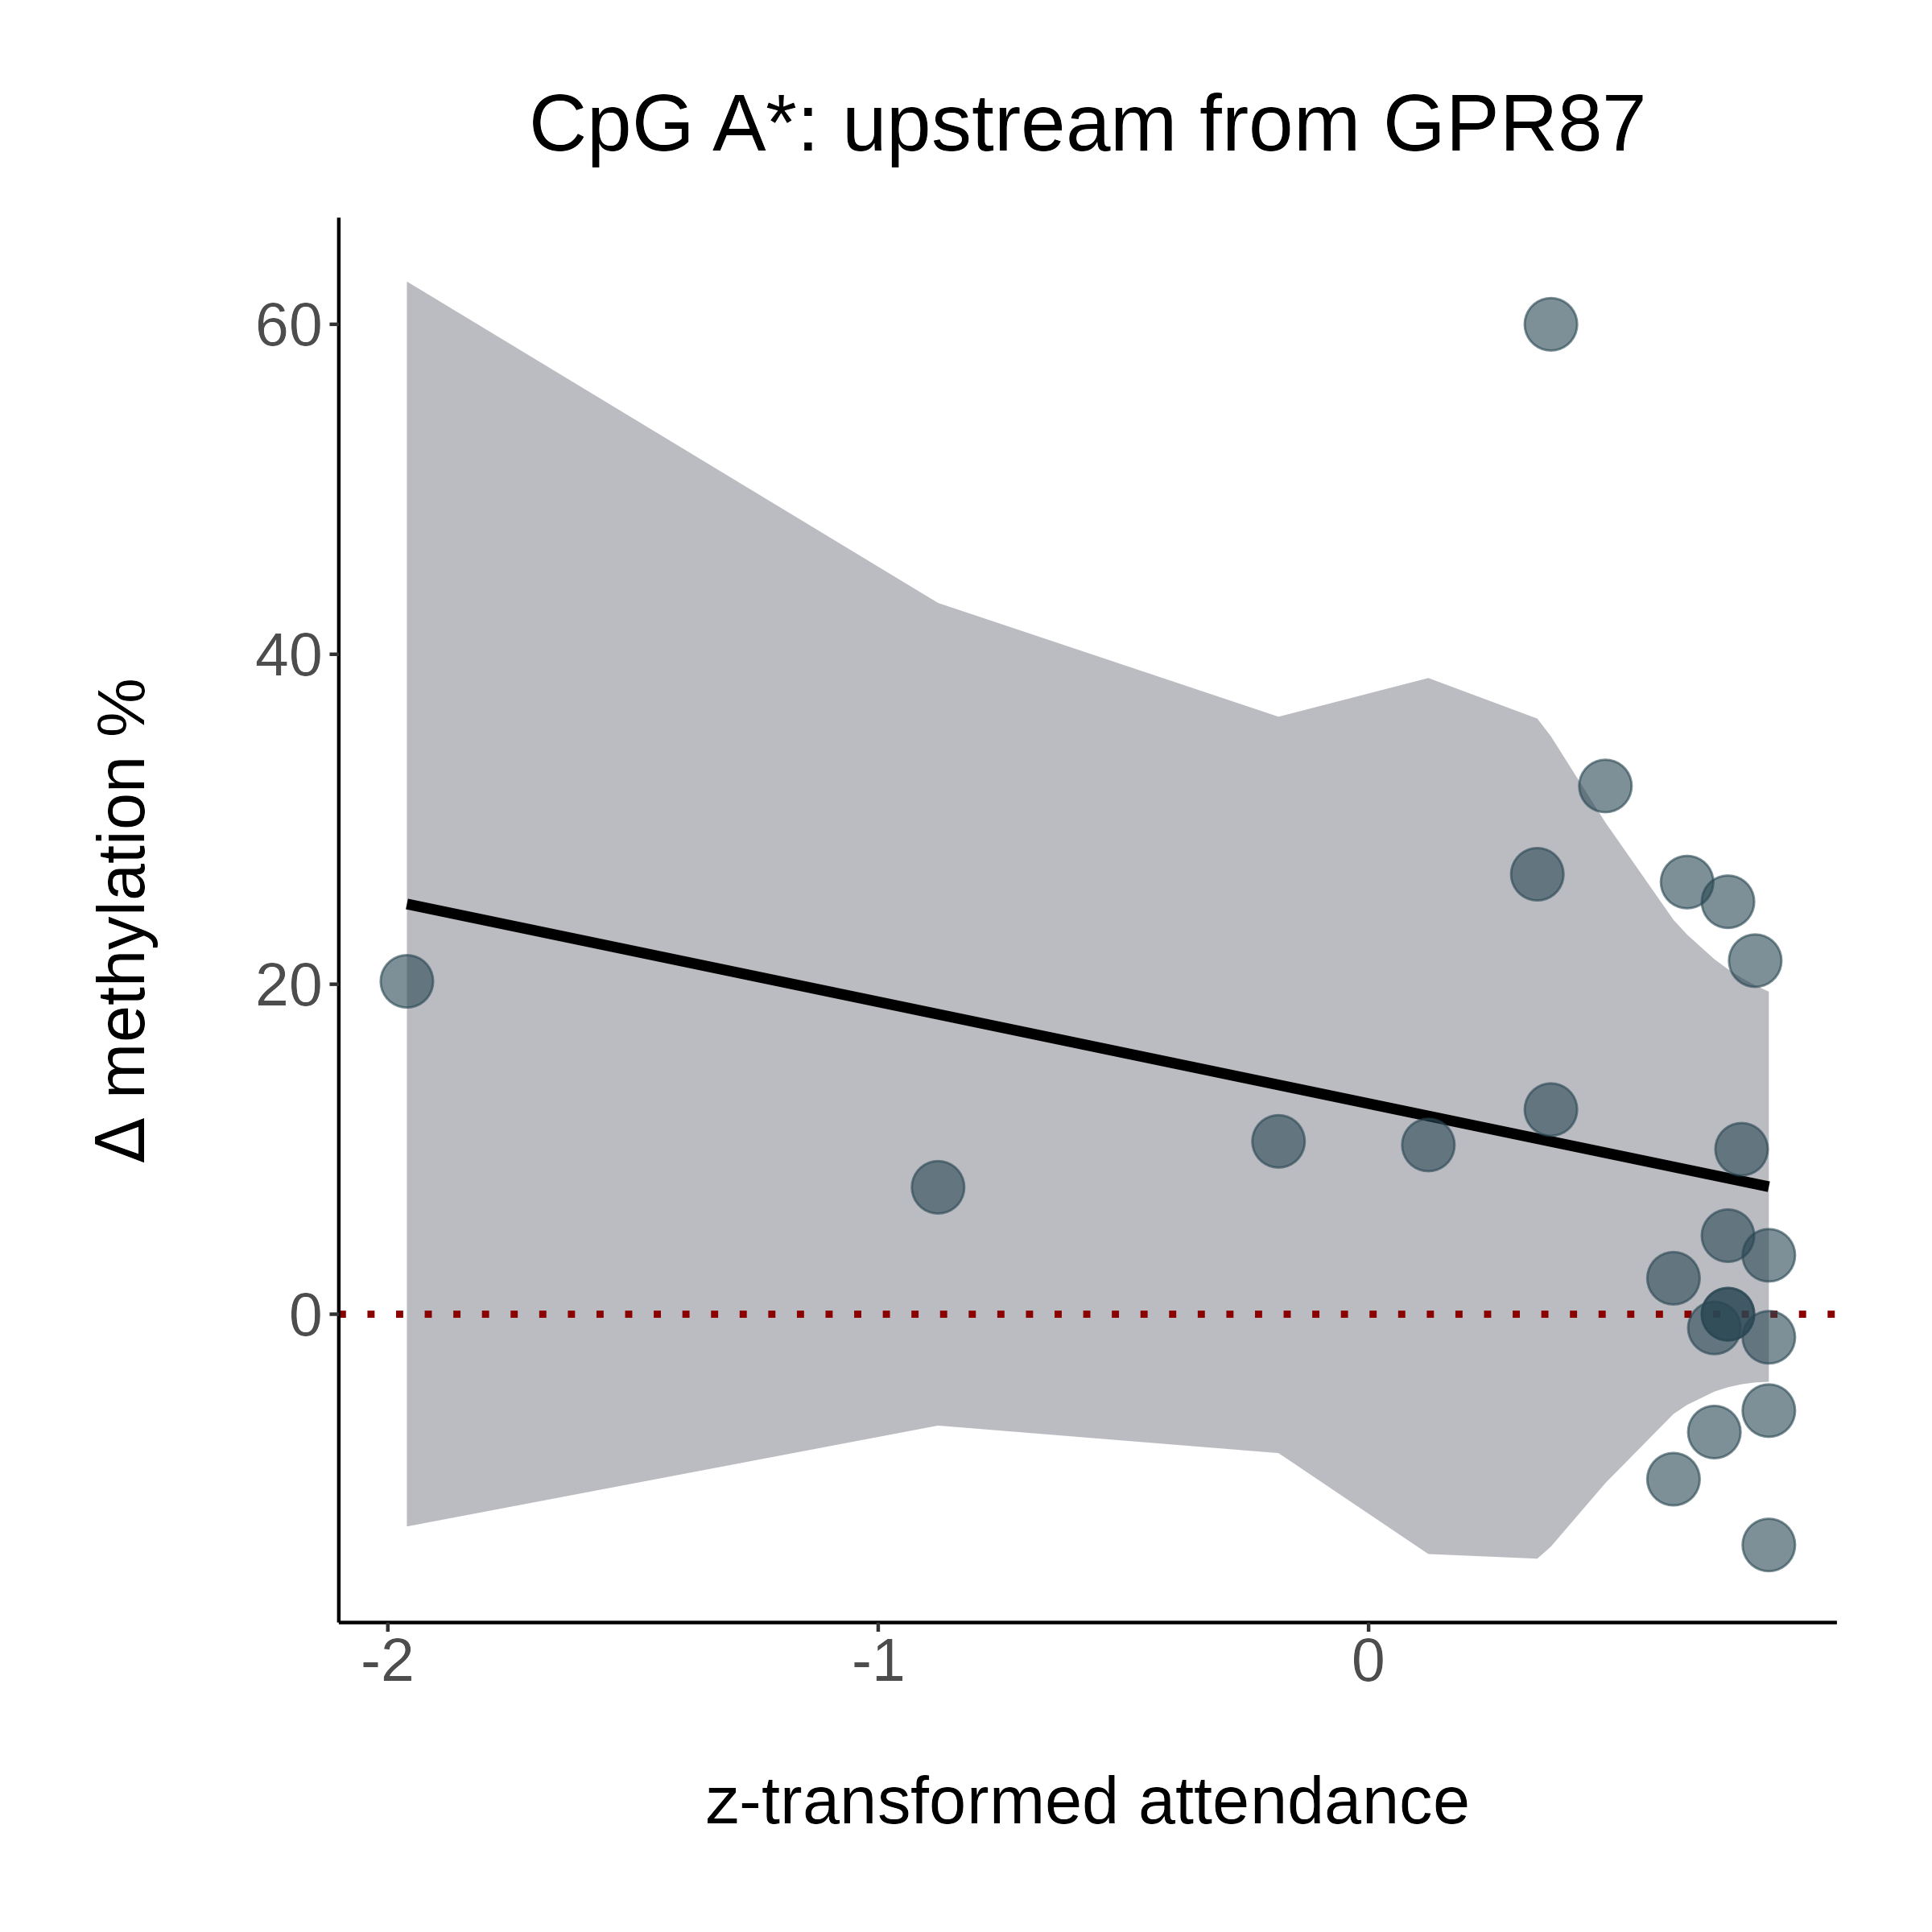 CpG A*: upstream from GPR87
Δ methylation %
60
40
20
0
-2
-1
0
z-transformed attendance